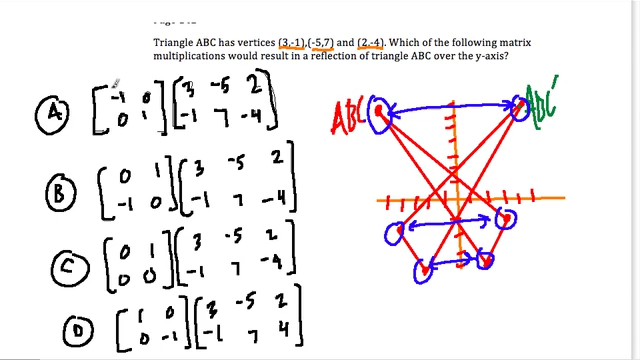 Triangle ABC has vertices (3,-1),(-5,7) and (2,-4). Which of the following matrix
multiplications would result in a reflection of triangle ABC over the y-axis?
A [-1 0 [3 -5 2
0 1] -1 7 -4]
ABC ABC'
B [0 1 [3 -5 2
-1 0] -1 7 -4]
C [0 1 [3 -5 2
0 0] -1 7 -4]
D [1 0 [3 -5 2
0 -1] -1 7 4]